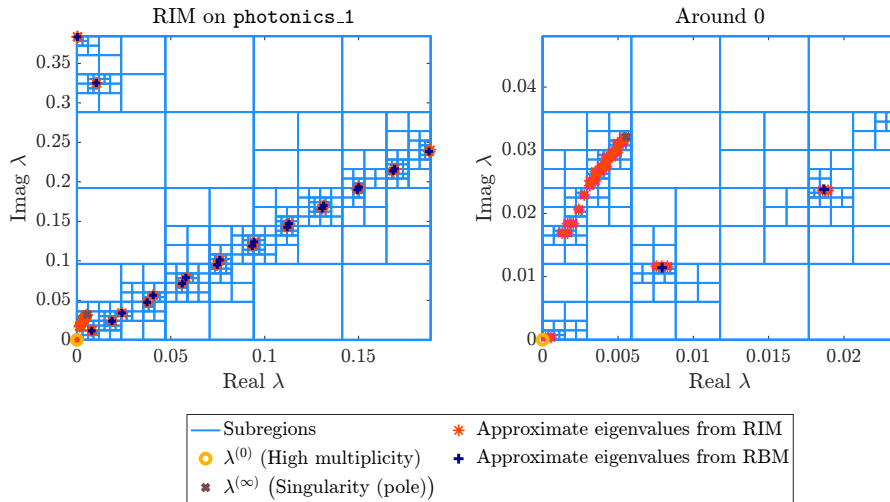 RIM on photonics_1
Around 0
0.35
0.3
0.25
0.2
0.15
0.1
0.05
0
Imag λ
0 0.05 0.1 0.15
Real λ
0.04
0.03
0.02
0.01
0
Imag λ
0 0.005 0.01 0.015 0.02
Real λ
Subregions
λ(0) (High multiplicity)
λ(∞) (Singularity (pole))
Approximate eigenvalues from RIM
Approximate eigenvalues from RBM